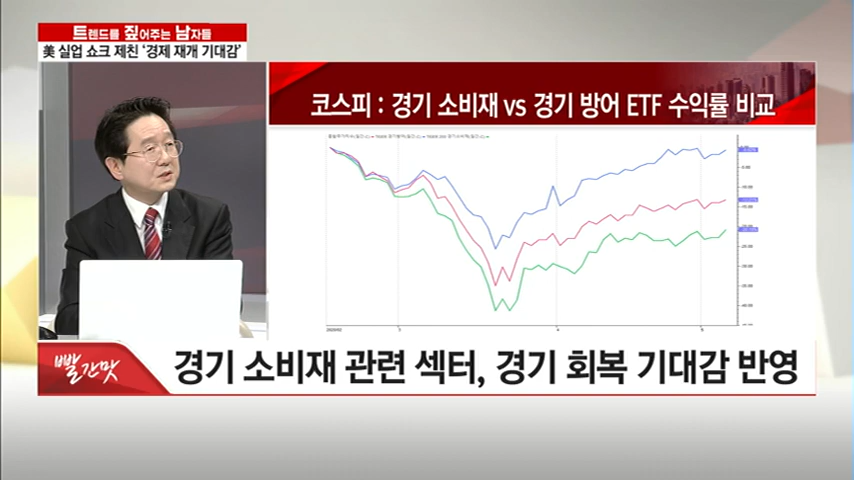 트렌드를 짚어주는 남자들
美 실업 쇼크 제친 '경제 재개 기대감'
코스피 : 경기 소비재 vs 경기 방어 ETF 수익률 비교
3
4
5
빨간맛
경기 소비재 관련 섹터, 경기 회복 기대감 반영